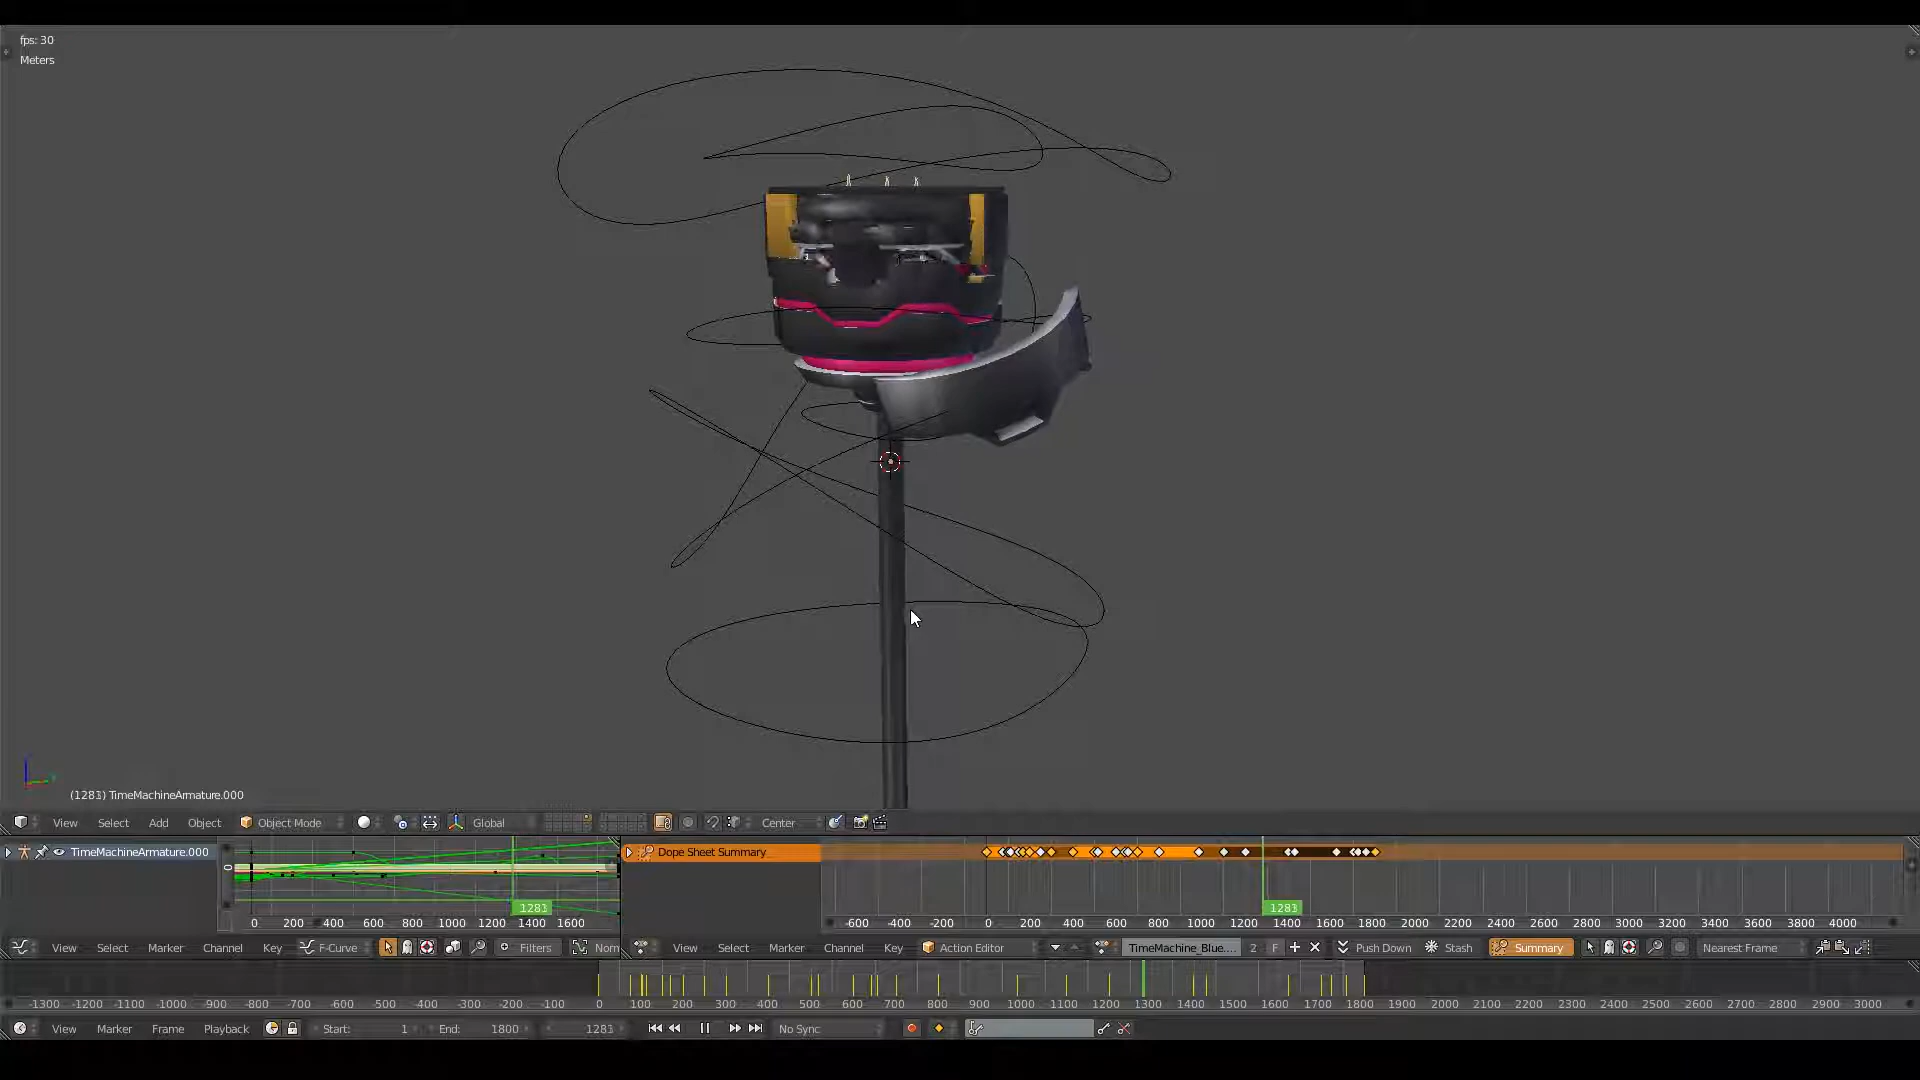 fps: 30
Meters
(1283) TimeMachineArmature.000
View Select Add Object Object Mode Global Center
TimeMachineArmature.000
0
1283
0 200 400 600 800 1000 1200 1400 1600
Dope Sheet Summary
1283
-600 -400 -200 0 200 400 600 800 1000 1200 1400 1600 1800 2000 2200 2400 2600 2800 3000 3200 3400 3600 3800 4000
View Select Marker Channel Key F-Curve Filters Nom
View Select Marker Channel Key Action Editor TimeMachine_Blue.... 2 F Push Down Stash Summary Nearest Frame
-1300 -1200 -1100 -1000 -900 -800 -700 -600 -500 -400 -300 -200 -100 0 100 200 300 400 500 600 700 800 900 1000 1100 1200 1300 1400 1500 1600 1700 1800 1900 2000 2100 2200 2300 2400 2500 2600 2700 2800 2900 3000
View Marker Frame Playback Start: 1 End: 1800 1283 No Sync